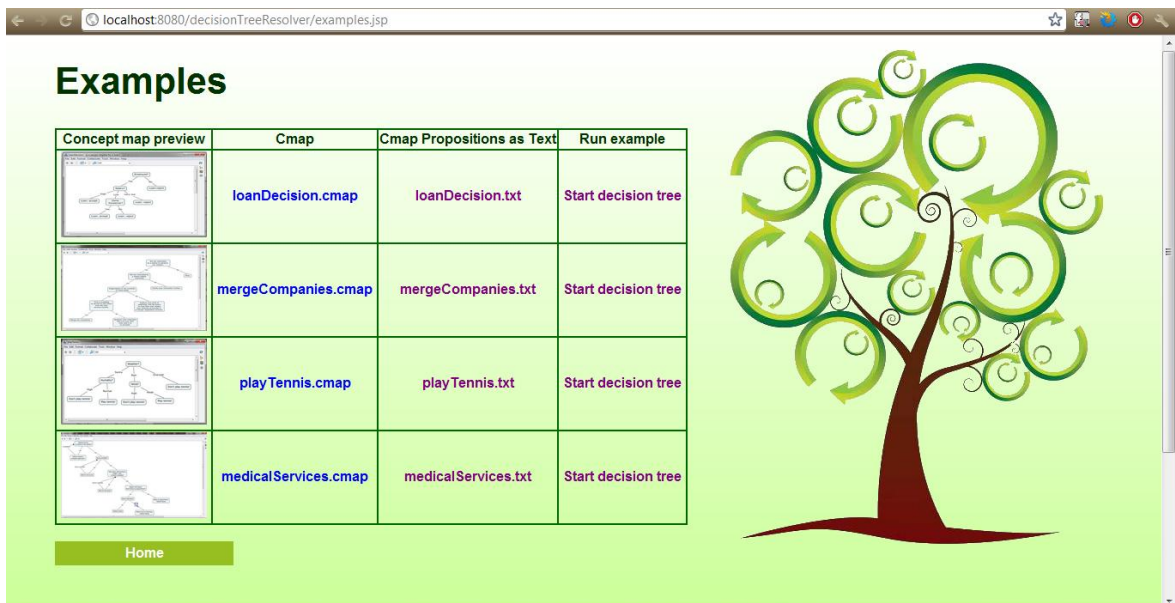 localhost:8080/decisionTreeResolver/examples.jsp
Examples
Concept map preview Cmap Cmap Propositions as Text Run example
loanDecision.cmap loanDecision.txt Start decision tree
mergeCompanies.cmap mergeCompanies.txt Start decision tree
playTennis.cmap playTennis.txt Start decision tree
medicalServices.cmap medicalServices.txt Start decision tree
Home